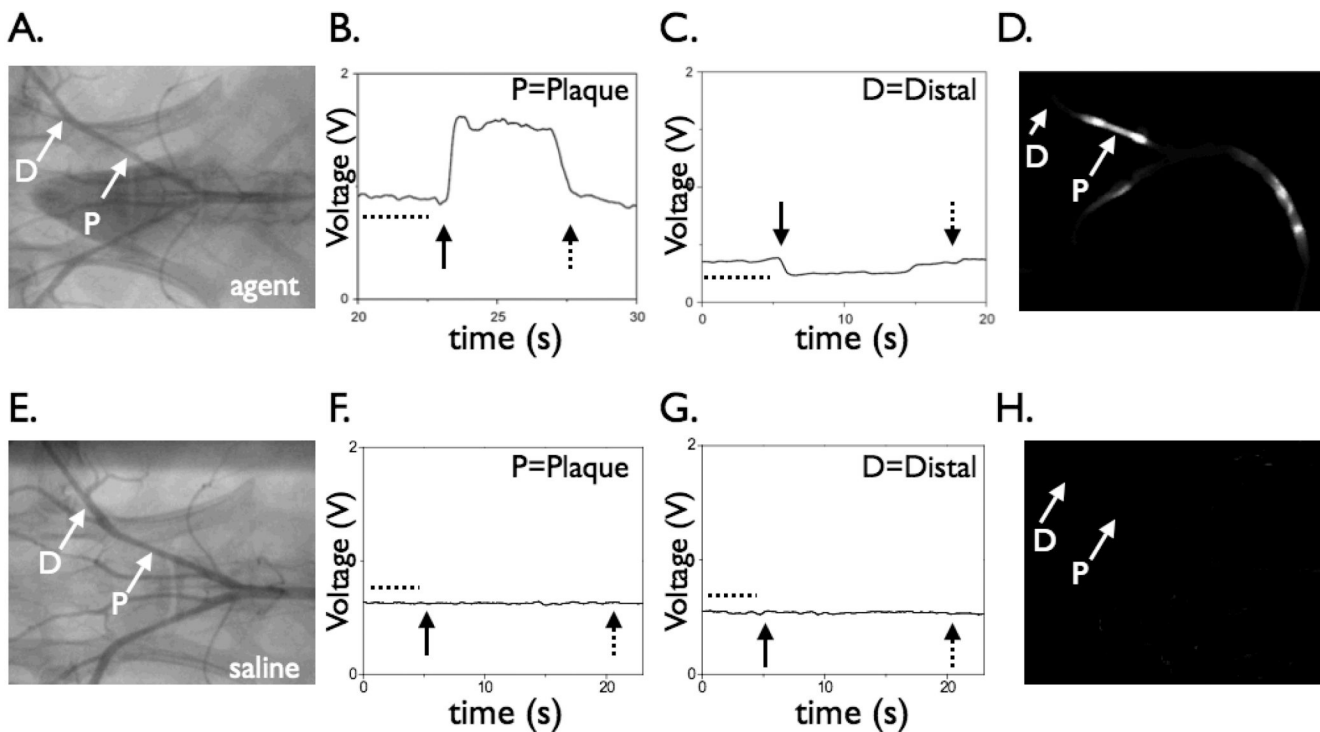 A.
B.
C.
D.
D
P
agent
2
Voltage (V)
0
P=Plaque
20
25
30
time (s)
2
Voltage (V)
0
D=Distal
0
10
20
time (s)
D
P
E.
F.
G.
H.
D
P
saline
2
Voltage (V)
0
P=Plaque
0
10
20
time (s)
2
Voltage (V)
0
D=Distal
0
10
20
time (s)
D
P